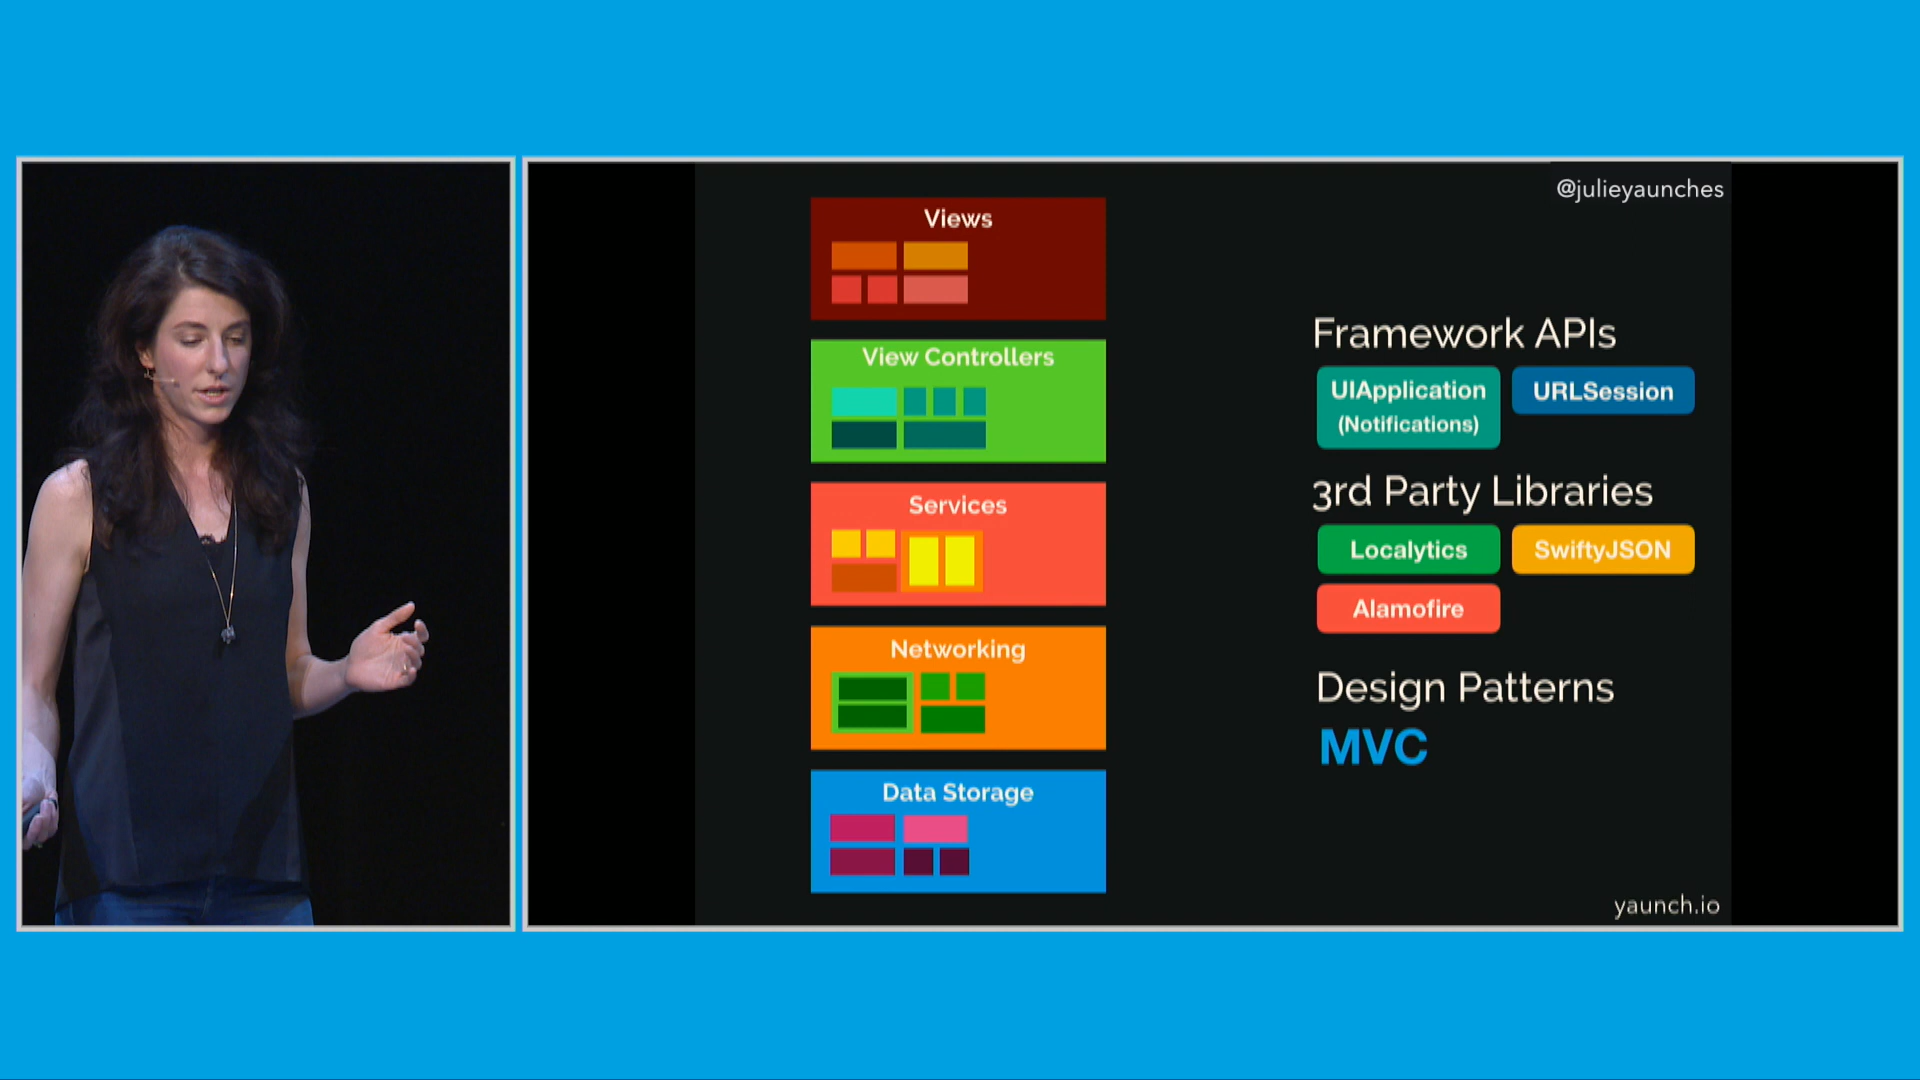 @julieyaunches
Views
View Controllers
Services
Networking
Data Storage
Framework APIs
UIApplication
(Notifications)
URLSession
3rd Party Libraries
Localytics
SwiftyJSON
Alamofire
Design Patterns
MVC
yaunch.io